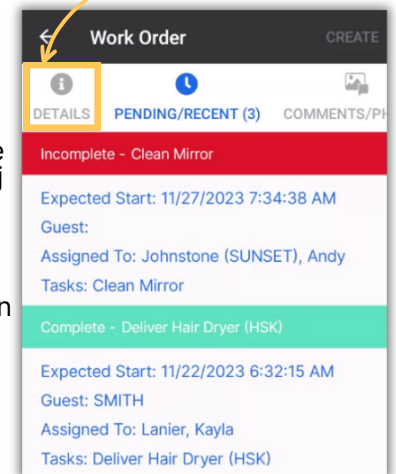 Work Order CREATE
DETAILS PENDING/RECENT (3) COMMENTS/PH
Incomplete - Clean Mirror
Expected Start: 11/27/2023 7:34:38 AM
Guest:
Assigned To: Johnstone (SUNSET), Andy
Tasks: Clean Mirror
Complete - Deliver Hair Dryer (HSK)
Expected Start: 11/22/2023 6:32:15 AM
Guest: SMITH
Assigned To: Lanier, Kayla
Tasks: Deliver Hair Dryer (HSK)